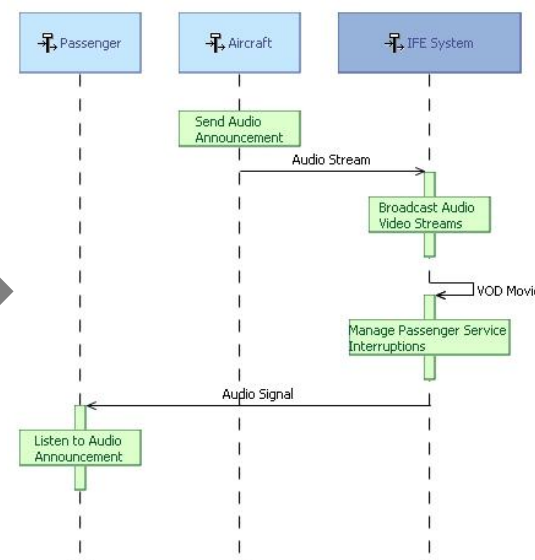 Passenger
Aircraft
IFE System
Send Audio
Announcement
Audio Stream
Broadcast Audio
Video Streams
VOD Movi
Manage Passenger Service
Interruptions
Audio Signal
Listen to Audio
Announcement